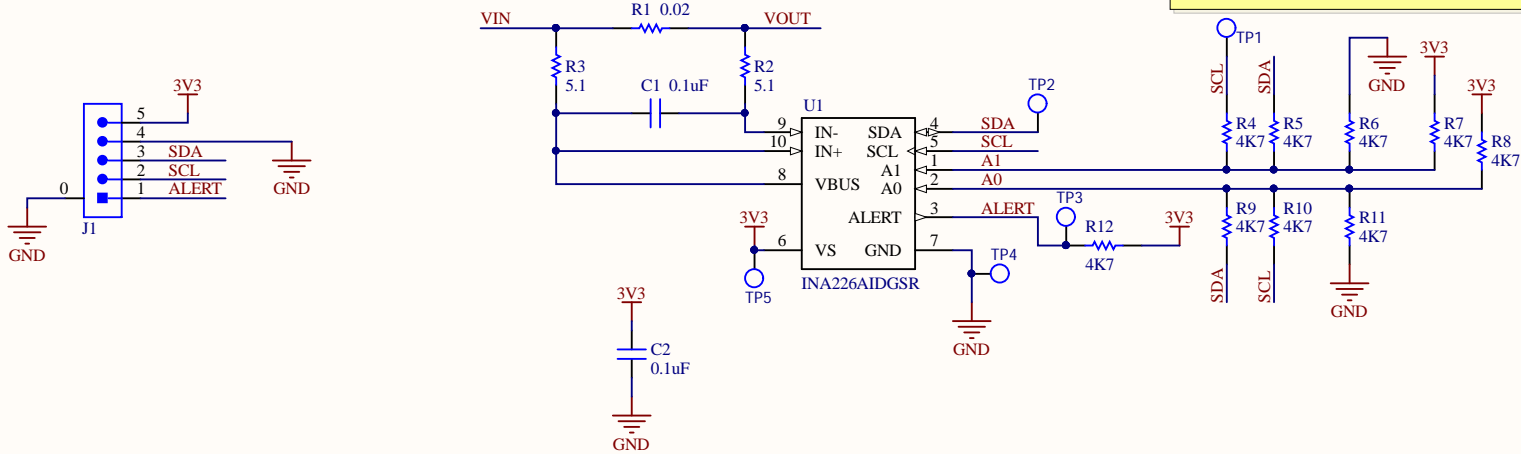 VIN
R1 0.02
VOUT
R3
5.1
R2
5.1
C1 0.1uF
3V3
5
4
3 SDA
2 SCL
1 ALERT
0
J1
GND
GND
U1
9 IN-
10 IN+
8 VBUS
6 VS
SDA 4 SDA
SCL 5 SCL
A1 1 A1
A0 2 A0
ALERT 3 ALERT
GND 7
INA226AIDGSR
3V3
TP5
TP2
TP3
R12
4K7
3V3
TP4
GND
3V3
C2
0.1uF
GND
TP1
SCL
SDA
GND
3V3
3V3
R4
4K7
R5
4K7
R6
4K7
R7
4K7
R8
4K7
R9
4K7
R10
4K7
R11
4K7
SDA
SCL
GND